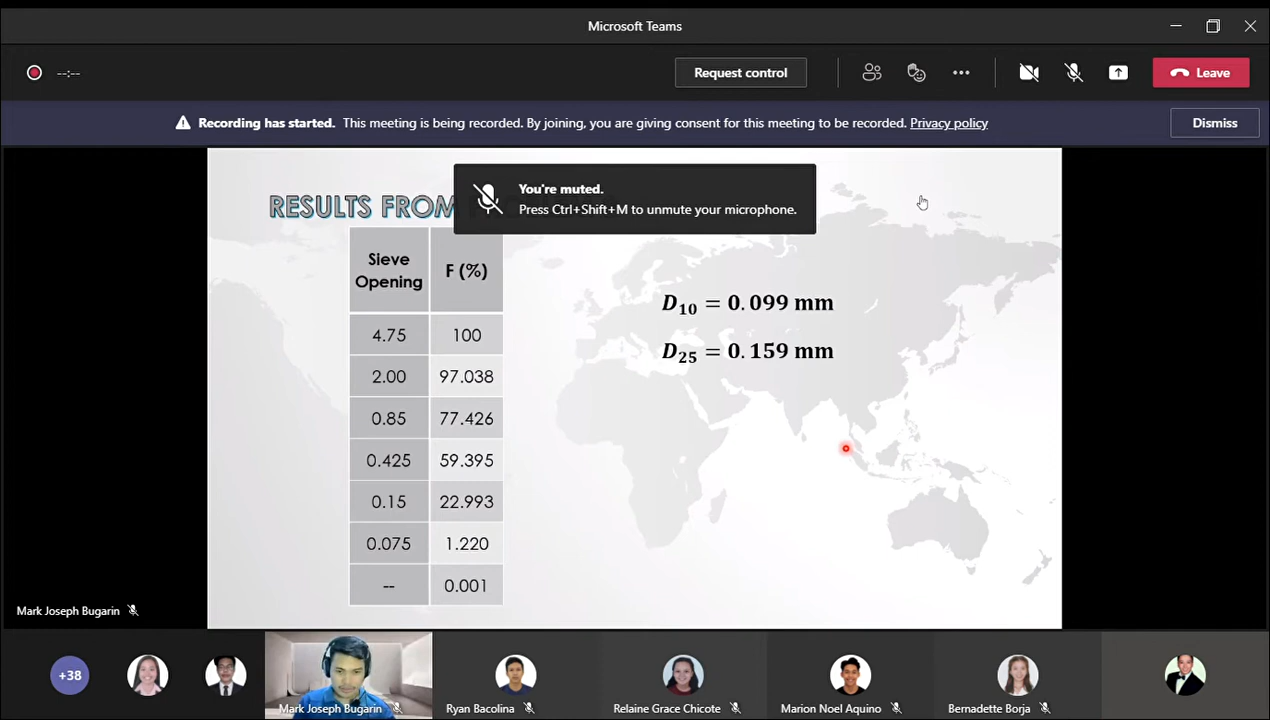 Microsoft Teams
--:--
Request control
Leave
Recording has started. This meeting is being recorded. By joining, you are giving consent for this meeting to be recorded. Privacy policy
Dismiss
You're muted.
Press Ctrl+Shift+M to unmute your microphone.
RESULTS FROM
Sieve Opening F (%)
4.75 100
2.00 97.038
0.85 77.426
0.425 59.395
0.15 22.993
0.075 1.220
-- 0.001
D₁₀ = 0.099 mm
D₂₅ = 0.159 mm
Mark Joseph Bugarin
+38
Mark Joseph Bugarin
Ryan Bacolina
Relaine Grace Chicote
Marion Noel Aquino
Bernadette Borja